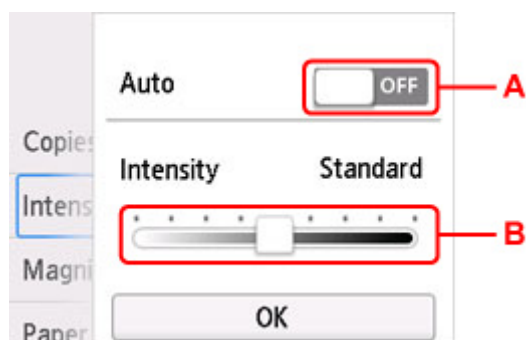 Auto
OFF
A
Copies
Intensity
Standard
Intens
B
Magni
OK
Paper